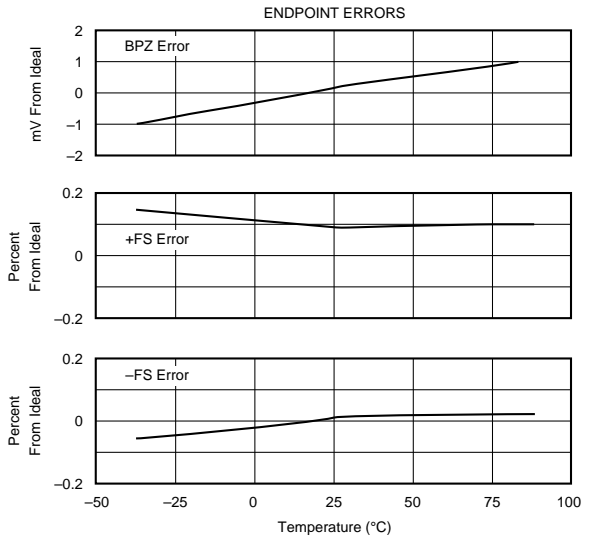 ENDPOINT ERRORS
2
1
0
–1
–2
mV From Ideal
BPZ Error
0.2
0
–0.2
Percent
From Ideal
+FS Error
0.2
0
–0.2
Percent
From Ideal
–FS Error
–50
–25
0
25
50
75
100
Temperature (°C)